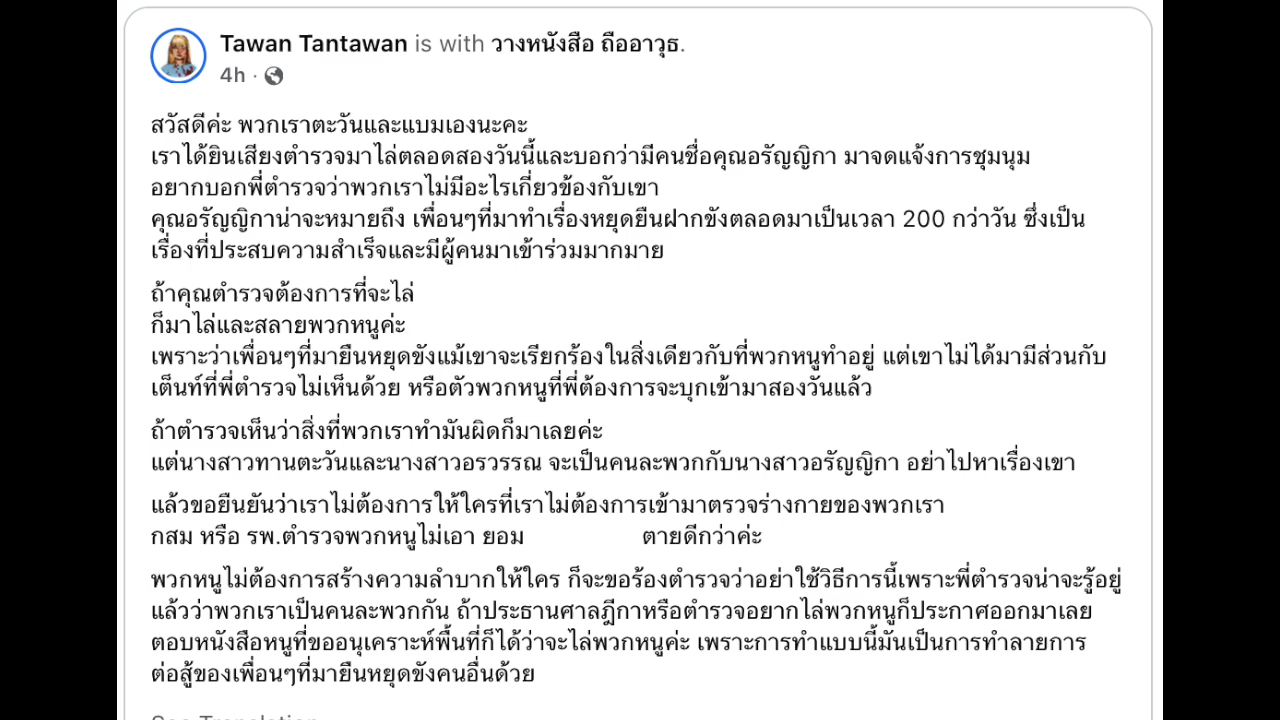 Tawan Tantawan is with วางหนังสือ ถืออาวุธ.
4h ·
สวัสดีค่ะ พวกเราตะวันและแบมเองนะคะ
เราได้ยินเสียงตำรวจมาไล่ตลอดสองวันนี้และบอกว่ามีคนชื่อคุณอรัญญิกา มาจดแจ้งการชุมนุม
อยากบอกพี่ตำรวจว่าพวกเราไม่มีอะไรเกี่ยวข้องกับเขา
คุณอรัญญิกาน่าจะหมายถึง เพื่อนๆที่มาทำเรื่องหยุดยืนฝากขังตลอดมาเป็นเวลา 200 กว่าวัน ซึ่งเป็น
เรื่องที่ประสบความสำเร็จและมีผู้คนมาเข้าร่วมมากมาย
ถ้าคุณตำรวจต้องการที่จะไล่
ก็มาไล่และสลายพวกหนูค่ะ
เพราะว่าเพื่อนๆที่มายืนหยุดขังแม้เขาจะเรียกร้องในสิ่งเดียวกับที่พวกหนูทำอยู่ แต่เขาไม่ได้มามีส่วนกับ
เต็นท์ที่พี่ตำรวจไม่เห็นด้วย หรือตัวพวกหนูที่พี่ต้องการจะบุกเข้ามาสองวันแล้ว
ถ้าตำรวจเห็นว่าสิ่งที่พวกเราทำมันผิดก็มาเลยค่ะ
แต่นางสาวทานตะวันและนางสาวอรวรรณ จะเป็นคนละพวกกับนางสาวอรัญญิกา อย่าไปหาเรื่องเขา
แล้วขอยืนยันว่าเราไม่ต้องการให้ใครที่เราไม่ต้องการเข้ามาตรวจร่างกายของพวกเรา
กสม หรือ รพ.ตำรวจพวกหนูไม่เอา ยอม ตายดีกว่าค่ะ
พวกหนูไม่ต้องการสร้างความลำบากให้ใคร ก็จะขอร้องตำรวจว่าอย่าใช้วิธีการนี้เพราะพี่ตำรวจน่าจะรู้อยู่
แล้วว่าพวกเราเป็นคนละพวกกัน ถ้าประธานศาลฎีกาหรือตำรวจอยากไล่พวกหนูก็ประกาศออกมาเลย
ตอบหนังสือหนูที่ขออนุเคราะห์พื้นที่ก็ได้ว่าจะไล่พวกหนูค่ะ เพราะการทำแบบนี้มันเป็นการทำลายการ
ต่อสู้ของเพื่อนๆที่มายืนหยุดขังคนอื่นด้วย
See Translation